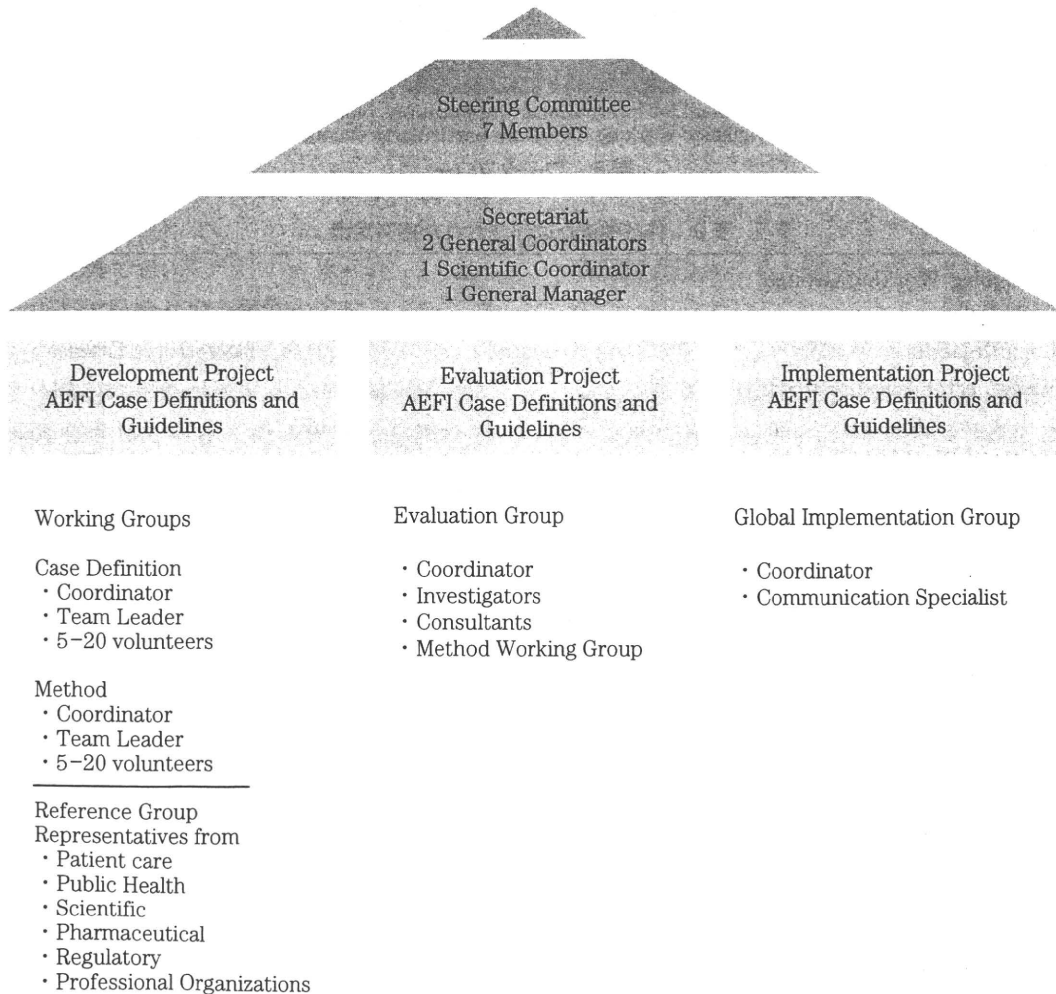 Steering Committee
7 Members
Secretariat
2 General Coordinators
1 Scientific Coordinator
1 General Manager
Development Project
AEFI Case Definitions and
Guidelines
Evaluation Project
AEFI Case Definitions and
Guidelines
Implementation Project
AEFI Case Definitions and
Guidelines
Working Groups
Case Definition
· Coordinator
· Team Leader
· 5-20 volunteers
Method
· Coordinator
· Team Leader
· 5-20 volunteers
Reference Group
Representatives from
· Patient care
· Public Health
· Scientific
· Pharmaceutical
· Regulatory
· Professional Organizations
Evaluation Group
· Coordinator
· Investigators
· Consultants
· Method Working Group
Global Implementation Group
· Coordinator
· Communication Specialist